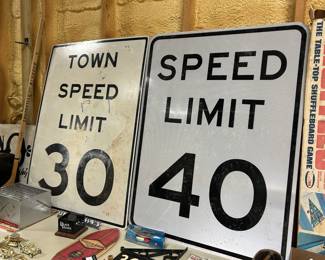 TOWN
SPEED
LIMIT
30
SPEED
LIMIT
40
THE TABLE-TOP SHUFFLEBOARD GAME